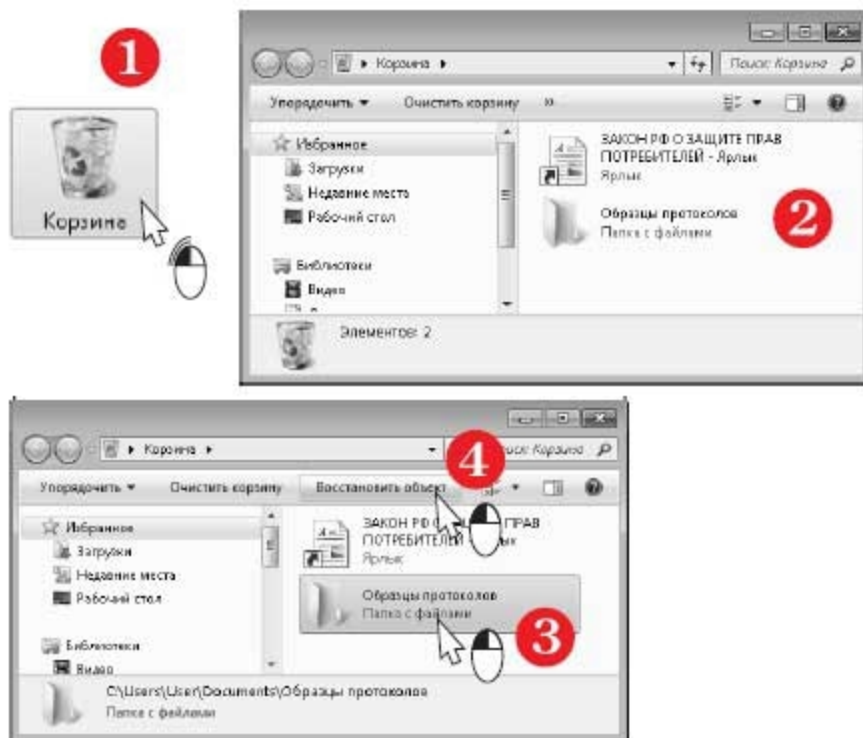 1
Корзина
Корзина
Поиск: Корзина
Упорядочить
Очистить корзину
»
Избранное
Загрузки
Недавние места
Рабочий стол
Библиотеки
Видео
ЗАКОН РФ О ЗАЩИТЕ ПРАВ
ПОТРЕБИТЕЛЕЙ - Ярлык
Ярлык
Образцы протоколов
Папка с файлами
2
Элементов: 2
Корзина
4
Корзина
Упорядочить
Очистить корзину
Восстановить объект
Избранное
Загрузки
Недавние места
Рабочий стол
Библиотеки
Видео
ЗАКОН РФ О ПРАВ
ПОТРЕБИТЕЛЕЙ
Ярлык
Образцы протоколов
Папка с файлами
3
C:\Users\User\Documents\Образцы протоколов
Папка с файлами